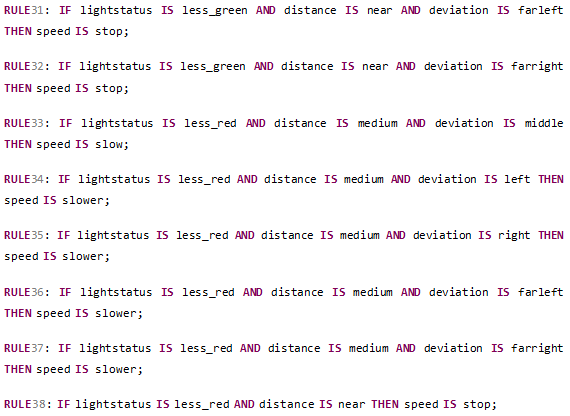 RULE31: IF lightstatus IS less_green AND distance IS near AND deviation IS farleft
THEN speed IS stop;
RULE32: IF lightstatus IS less_green AND distance IS near AND deviation IS farright
THEN speed IS stop;
RULE33: IF lightstatus IS less_red AND distance IS medium AND deviation IS middle
THEN speed IS slow;
RULE34: IF lightstatus IS less_red AND distance IS medium AND deviation IS left THEN
speed IS slower;
RULE35: IF lightstatus IS less_red AND distance IS medium AND deviation IS right THEN
speed IS slower;
RULE36: IF lightstatus IS less_red AND distance IS medium AND deviation IS farleft
THEN speed IS slower;
RULE37: IF lightstatus IS less_red AND distance IS medium AND deviation IS farright
THEN speed IS slower;
RULE38: IF lightstatus IS less_red AND distance IS near THEN speed IS stop;